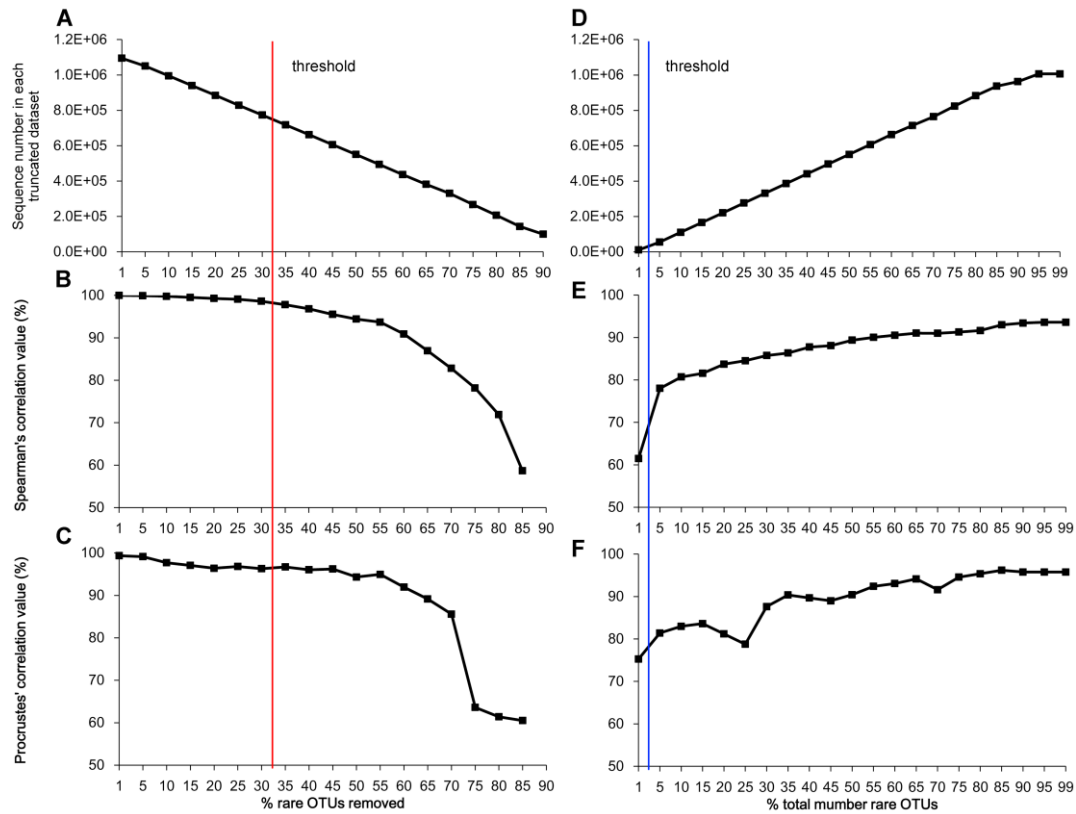 A
1.2E+06
1.0E+06
8.0E+05
6.0E+05
4.0E+05
2.0E+05
0.0E+00
Sequence number in each
truncated dataset
threshold
1 5 10 15 20 25 30 35 40 45 50 55 60 65 70 75 80 85 90
B
100
90
80
70
60
50
Spearman's correlation value (%)
1 5 10 15 20 25 30 35 40 45 50 55 60 65 70 75 80 85 90
C
100
90
80
70
60
50
Procrustes' correlation value (%)
1 5 10 15 20 25 30 35 40 45 50 55 60 65 70 75 80 85 90
% rare OTUs removed
D
1.2E+06
1.0E+06
8.0E+05
6.0E+05
4.0E+05
2.0E+05
0.0E+00
threshold
1 5 10 15 20 25 30 35 40 45 50 55 60 65 70 75 80 85 90 95 99
E
100
90
80
70
60
50
1 5 10 15 20 25 30 35 40 45 50 55 60 65 70 75 80 85 90 95 99
F
100
90
80
70
60
50
1 5 10 15 20 25 30 35 40 45 50 55 60 65 70 75 80 85 90 95 99
% total mumber rare OTUs